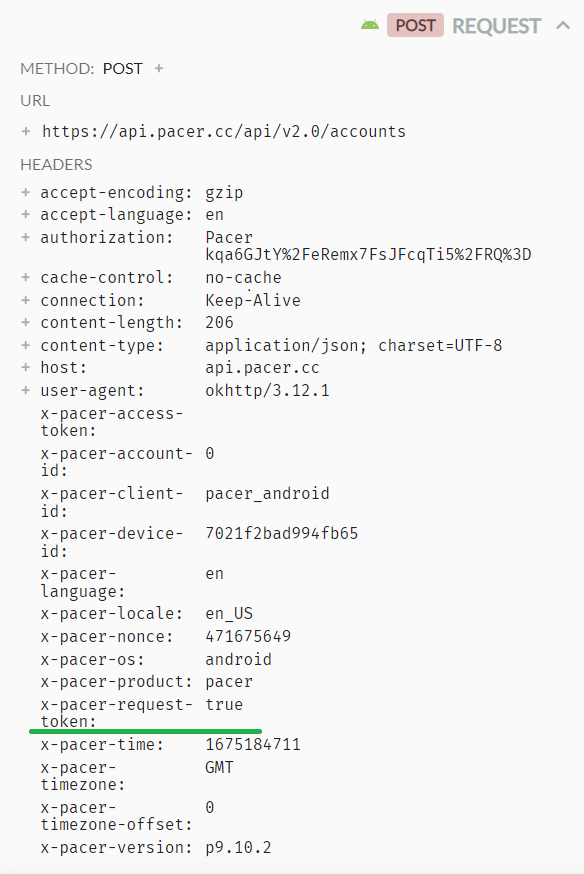 POST REQUEST
METHOD: POST +
URL
+ https://api.pacer.cc/api/v2.0/accounts
HEADERS
+ accept-encoding: gzip
+ accept-language: en
+ authorization: Pacer
kqa6GJtY%2FeRemx7FsJFcqTi5%2FRQ%3D
+ cache-control: no-cache
+ connection: Keep-Alive
+ content-length: 206
+ content-type: application/json; charset=UTF-8
+ host: api.pacer.cc
+ user-agent: okhttp/3.12.1
x-pacer-access-
token:
x-pacer-account- 0
id:
x-pacer-client- pacer_android
id:
x-pacer-device- 7021f2bad994fb65
id:
x-pacer- en
language:
x-pacer-locale: en_US
x-pacer-nonce: 471675649
x-pacer-os: android
x-pacer-product: pacer
x-pacer-request- true
token:
x-pacer-time: 1675184711
x-pacer- GMT
timezone:
x-pacer- 0
timezone-offset:
x-pacer-version: p9.10.2